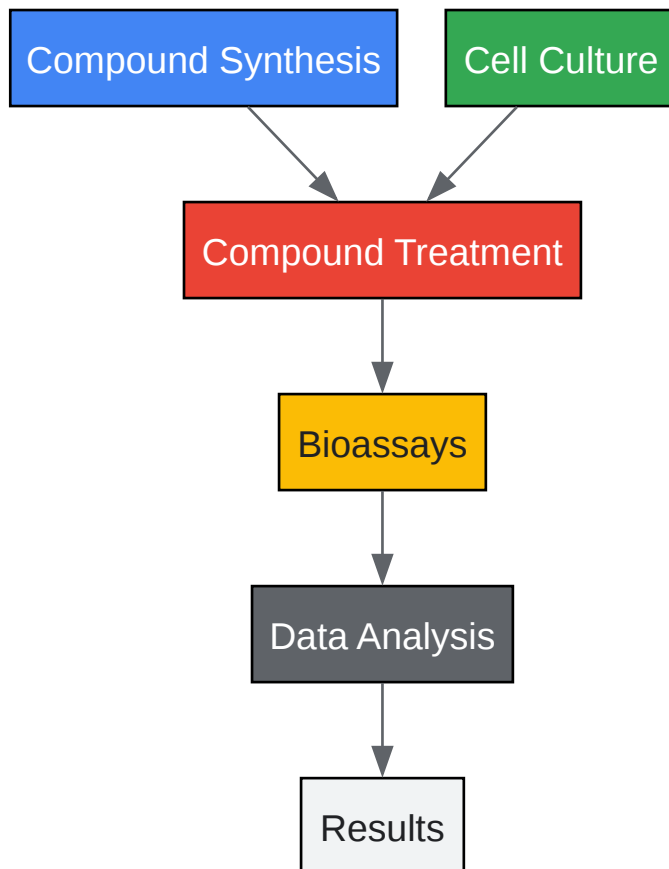 Compound Synthesis
Cell Culture
Compound Treatment
Bioassays
Data Analysis
Results